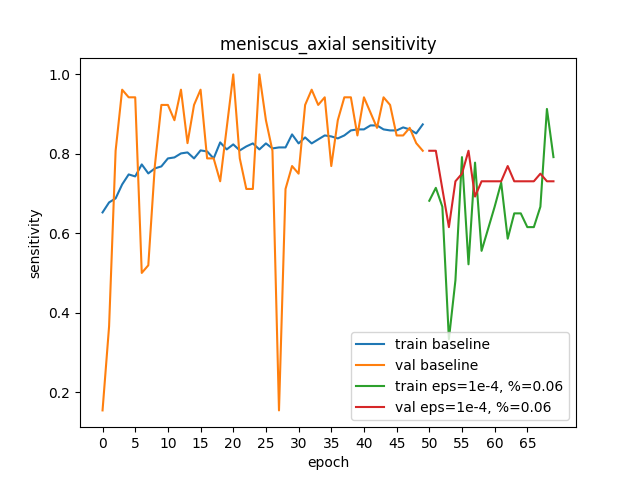 meniscus_axial sensitivity
1.0
0.8
0.6
0.4
0.2
sensitivity
train baseline
val baseline
train eps=1e-4, %=0.06
val eps=1e-4, %=0.06
0 5 10 15 20 25 30 35 40 45 50 55 60 65
epoch